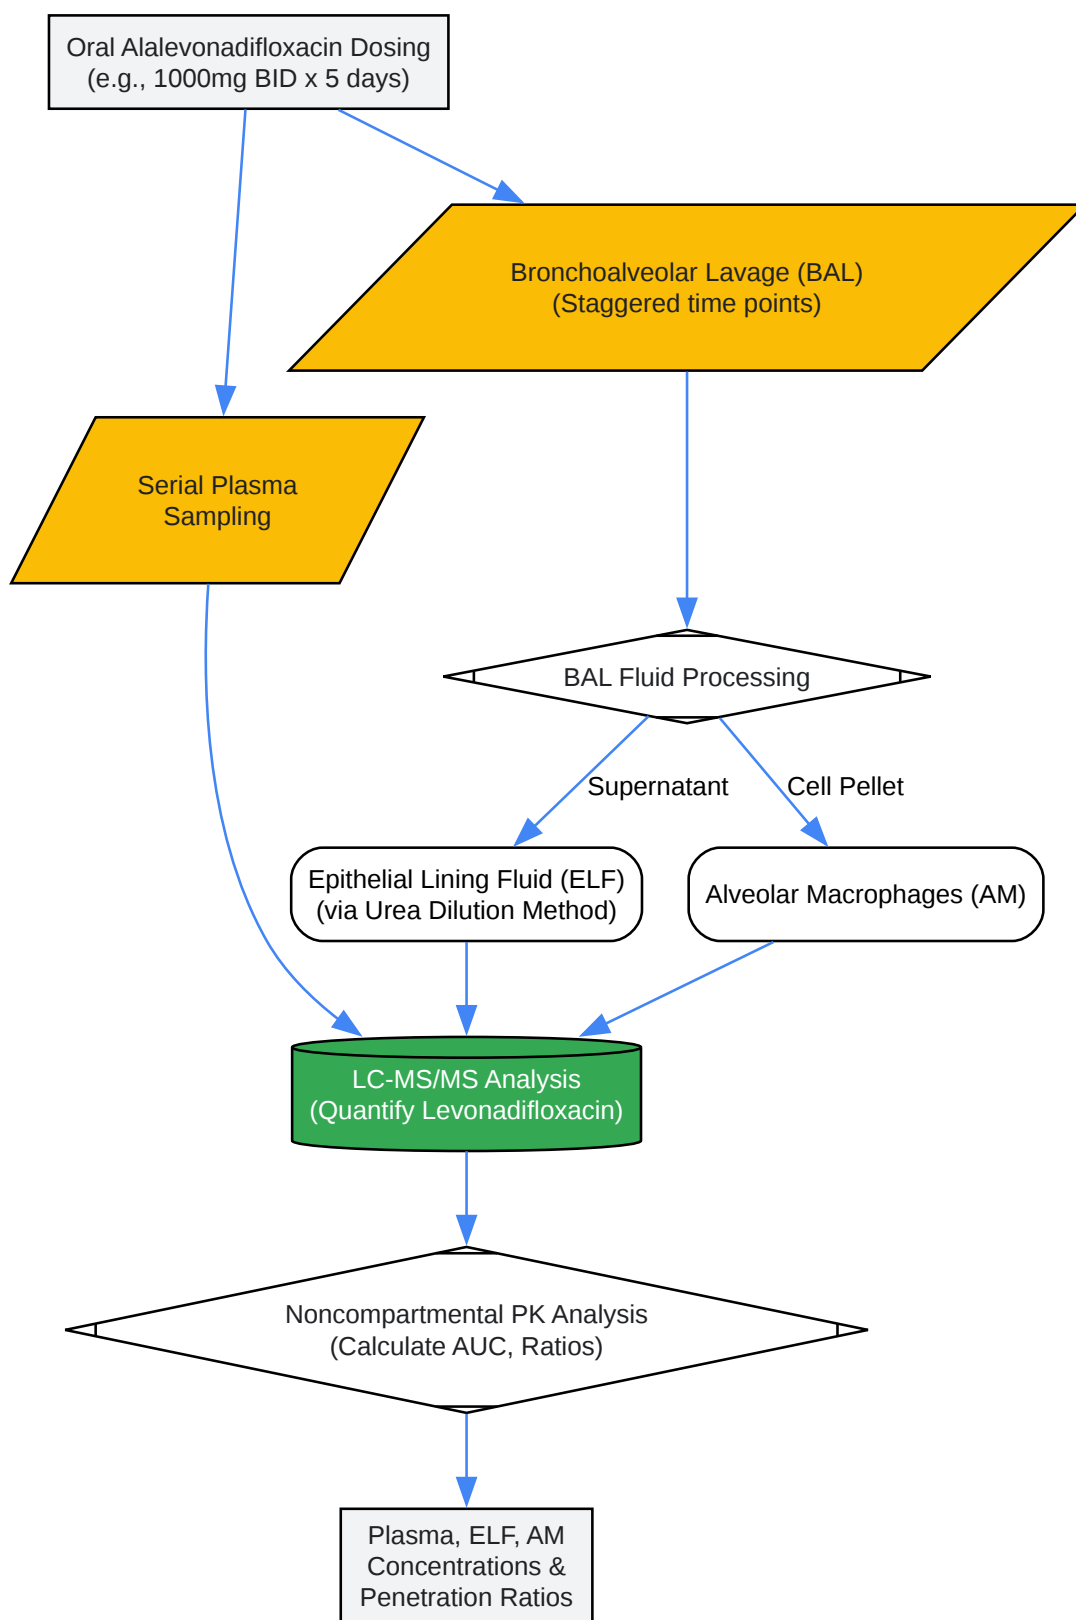 Oral Alalevonadifloxacin Dosing
(e.g., 1000mg BID x 5 days)
Bronchoalveolar Lavage (BAL)
(Staggered time points)
Serial Plasma
Sampling
BAL Fluid Processing
Supernatant
Cell Pellet
Epithelial Lining Fluid (ELF)
(via Urea Dilution Method)
Alveolar Macrophages (AM)
LC-MS/MS Analysis
(Quantify Levonadifloxacin)
Noncompartmental PK Analysis
(Calculate AUC, Ratios)
Plasma, ELF, AM
Concentrations &
Penetration Ratios